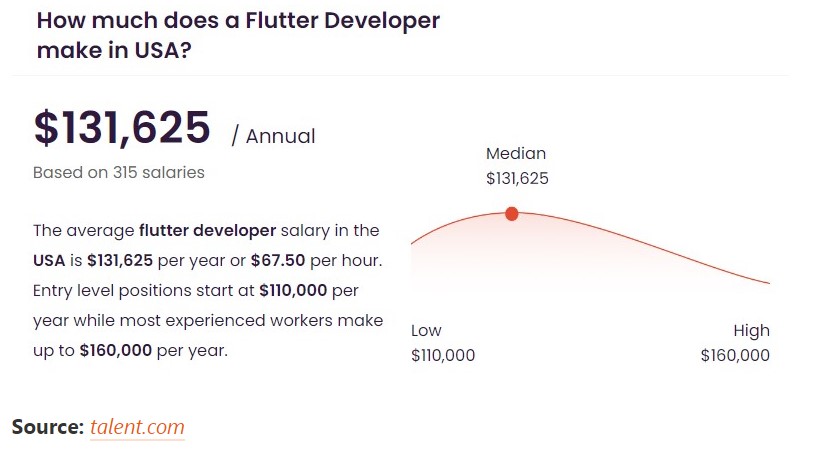 How much does a Flutter Developer
make in USA?
$131,625 / Annual
Based on 315 salaries
The average flutter developer salary in the
USA is $131,625 per year or $67.50 per hour.
Entry level positions start at $110,000 per
year while most experienced workers make
up to $160,000 per year.
Median
$131,625
Low
$110,000
High
$160,000
Source: talent.com